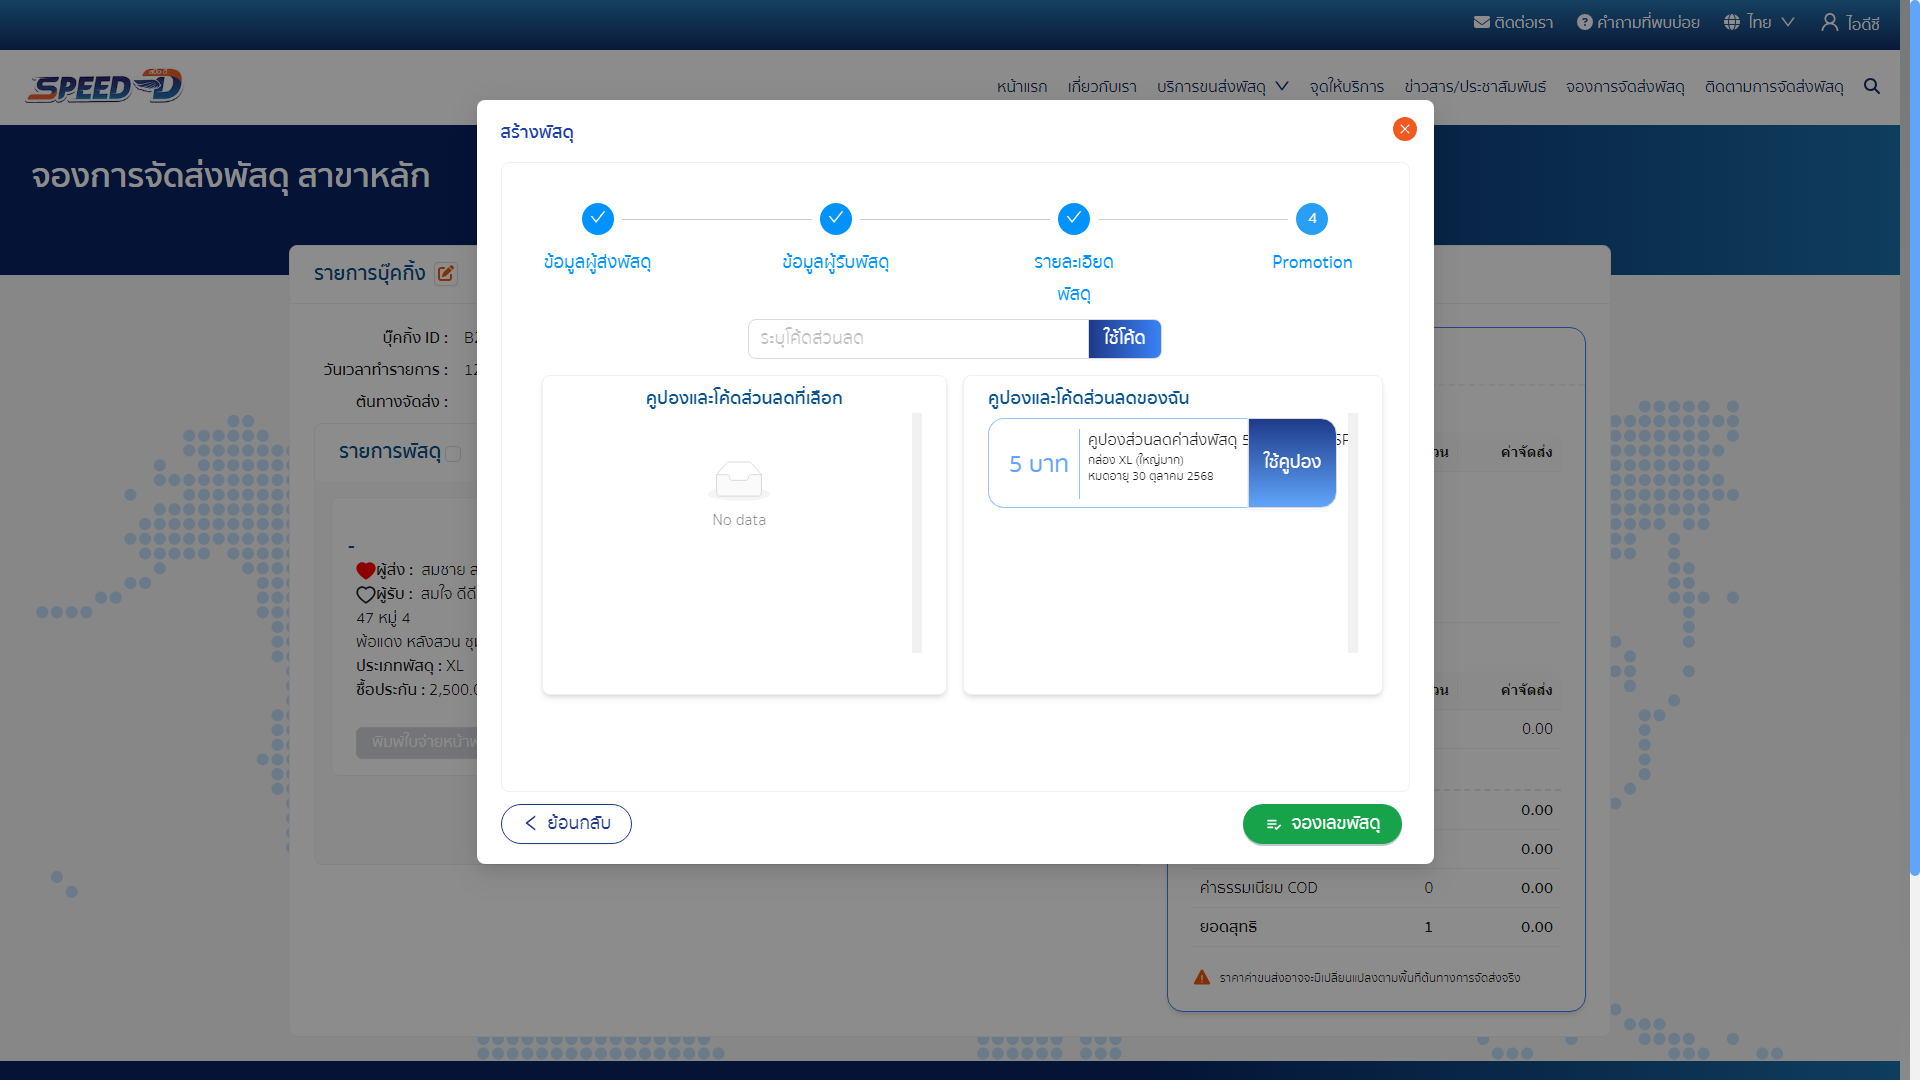 ติดต่อเรา
คำถามที่พบบ่อย
ไทย
ไอดีซี
SPEED D
หน้าแรก
เกี่ยวกับเรา
บริการขนส่งพัสดุ
จุดให้บริการ
ข่าวสาร/ประชาสัมพันธ์
จองการจัดส่งพัสดุ
ติดตามการจัดส่งพัสดุ
จองการจัดส่งพัสดุ สาขาหลัก
สร้างพัสดุ
4
ข้อมูลผู้ส่งพัสดุ
ข้อมูลผู้รับพัสดุ
รายละเอียด
พัสดุ
Promotion
ระบุโค้ดส่วนลด
ใช้โค้ด
คูปองและโค้ดส่วนลดที่เลือก
No data
คูปองและโค้ดส่วนลดของฉัน
5 บาท
คูปองส่วนลดค่าส่งพัสดุ 5
กล่อง XL (ใหญ่มาก)
หมดอายุ 30 ตุลาคม 2568
ใช้คูปอง
ย้อนกลับ
จองเลขพัสดุ
รายการบุ๊คกิ้ง
บุ๊คกิ้ง ID :
วันเวลาทำรายการ : 12
ต้นทางจัดส่ง :
รายการพัสดุ
-
ผู้ส่ง : สมชาย
ผู้รับ : สมใจ ดีดี
47 หมู่ 4
พ้อแดง หลังสวน
ประเภทพัสดุ : XL
ซื้อประกัน : 2,500.0
พิมพ์ใบจ่ายหน้า
ค่าจัดส่ง
ค่าจัดส่ง
0.00
0.00
0.00
ค่าธรรมเนียม COD 0 0.00
ยอดสุทธิ 1 0.00
ราคาค่าขนส่งอาจจะมีเปลี่ยนแปลงตามพื้นที่ต้นทางการจัดส่งจริง